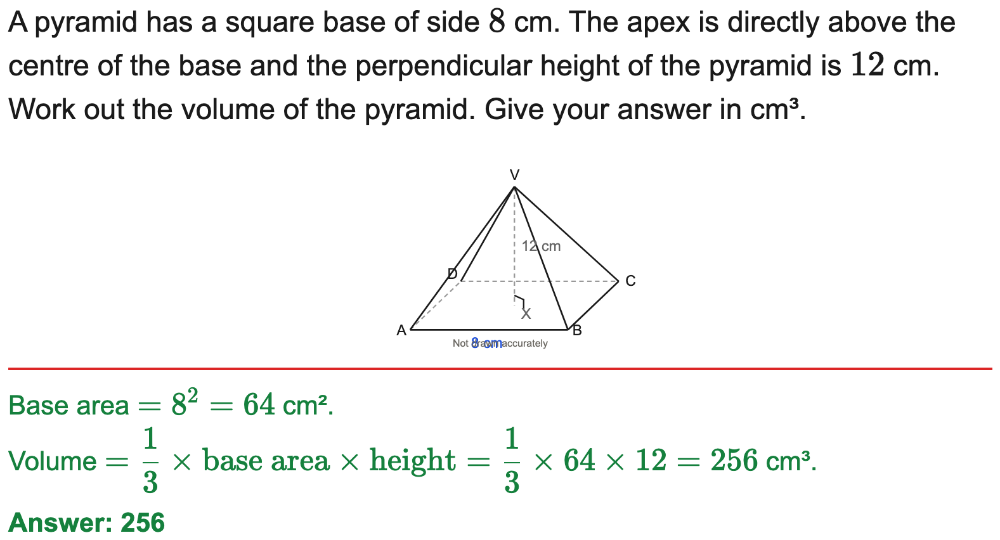 A pyramid has a square base of side 8 cm. The apex is directly above the
centre of the base and the perpendicular height of the pyramid is 12 cm.
Work out the volume of the pyramid. Give your answer in cm³.
V
12 cm
D
C
X
A
B
8 cm
Not drawn accurately
Base area = 8² = 64 cm².
Volume = 1/3 × base area × height = 1/3 × 64 × 12 = 256 cm³.
Answer: 256